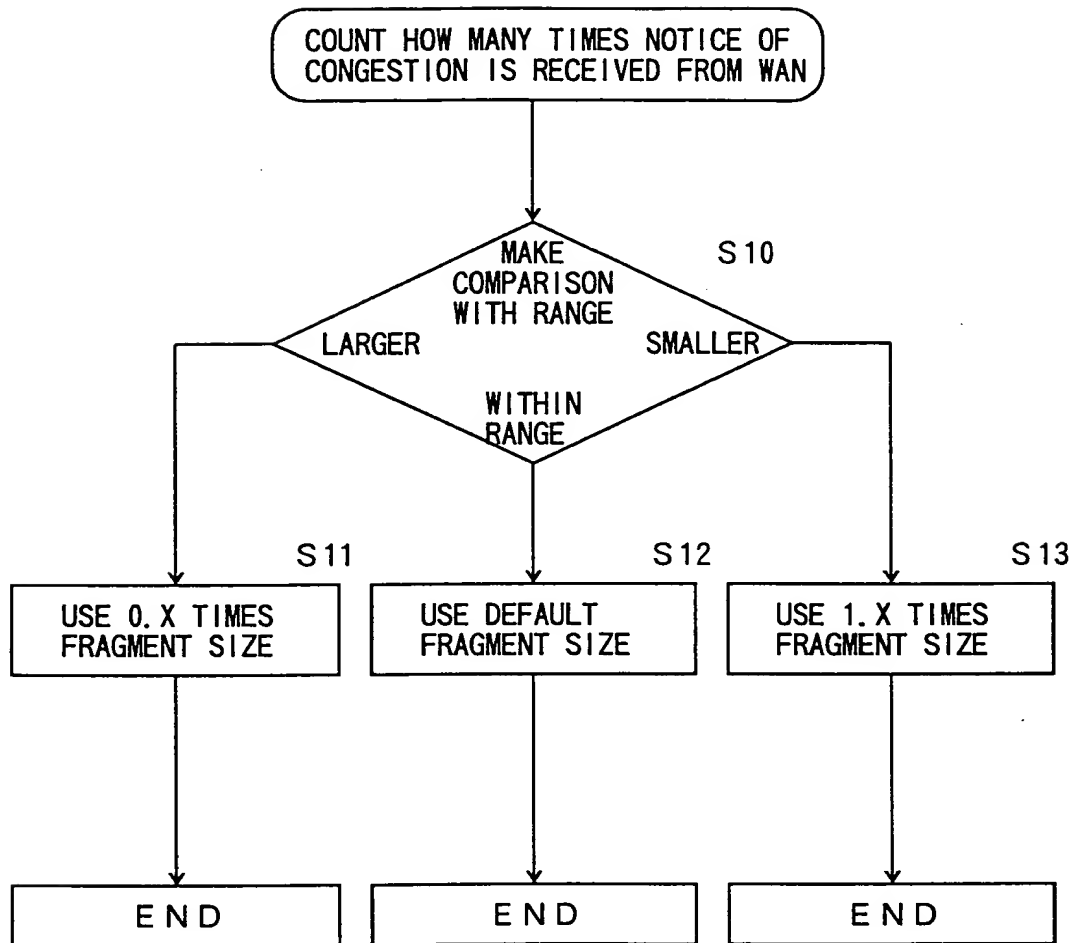 COUNT HOW MANY TIMES NOTICE OF
CONGESTION IS RECEIVED FROM WAN
S10
MAKE
COMPARISON
WITH RANGE
LARGER
SMALLER
WITHIN
RANGE
S11
USE 0.X TIMES
FRAGMENT SIZE
S12
USE DEFAULT
FRAGMENT SIZE
S13
USE 1.X TIMES
FRAGMENT SIZE
END
END
END